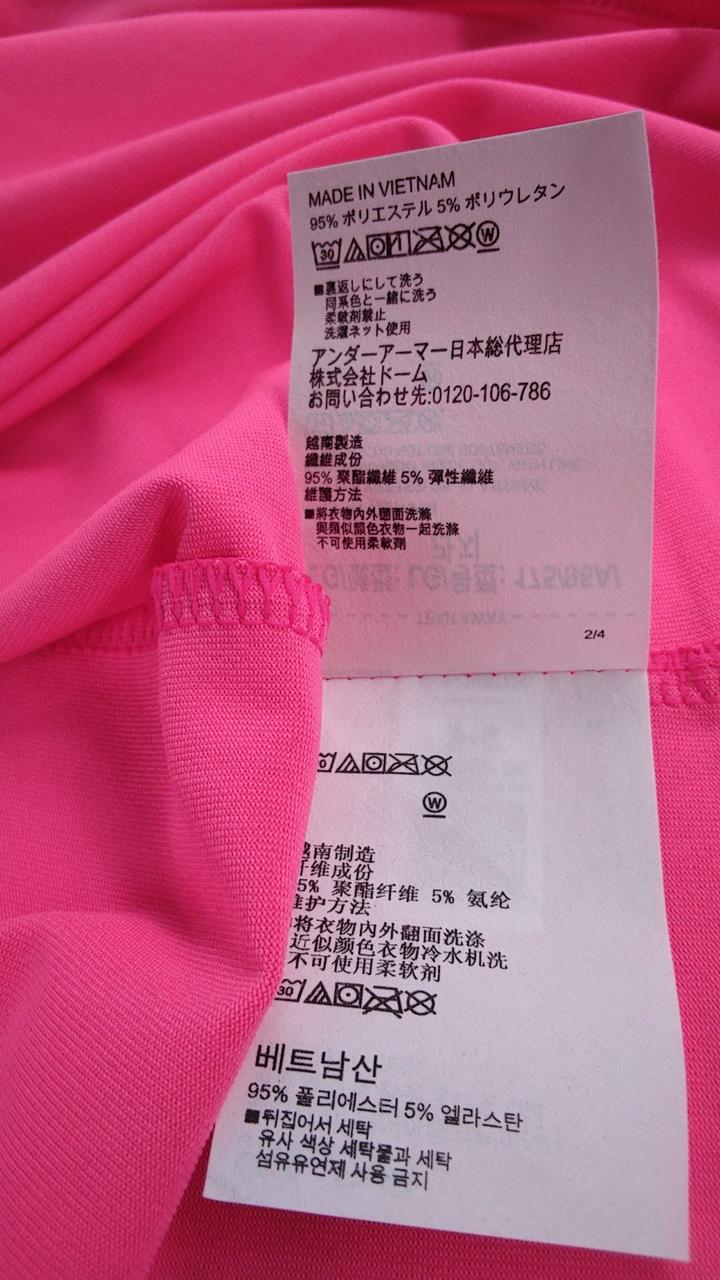 MADE IN VIETNAM
95% ポリエステル 5% ポリウレタン
30 W
■裏返しにして洗う
同系色と一緒に洗う
柔軟剤禁止
洗濯ネット使用
アンダーアーマー日本総代理店
株式会社ドーム
お問い合わせ先:0120-106-786
越南製造
纖維成份
95% 聚酯纖維 5% 彈性纖維
維護方法
■將衣物內外翻面洗滌
與類似顏色衣物一起洗滌
不可使用柔軟劑
2/4
W
越南制造
纤维成份
5% 聚酯纤维 5% 氨纶
维护方法
将衣物内外翻面洗涤
近似颜色衣物冷水机洗
不可使用柔软剂
30
베트남산
95% 폴리에스터 5% 엘라스탄
■뒤집어서 세탁
유사 색상 세탁물과 세탁
섬유유연제 사용 금지